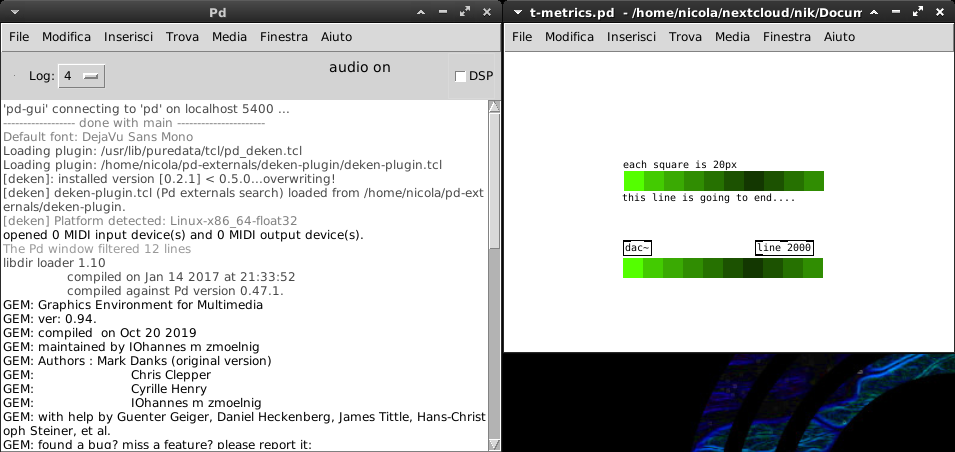 Pd
File Modifica Inserisci Trova Media Finestra Aiuto
Log: 4 audio on DSP
'pd-gui' connecting to 'pd' on localhost 5400 ...
------------------ done with main ----------------------
Default font: DejaVu Sans Mono
Loading plugin: /usr/lib/puredata/tcl/pd_deken.tcl
Loading plugin: /home/nicola/pd-externals/deken-plugin/deken-plugin.tcl
[deken]: installed version [0.2.1] < 0.5.0...overwriting!
[deken] deken-plugin.tcl (Pd externals search) loaded from /home/nicola/pd-ext
ernals/deken-plugin.
[deken] Platform detected: Linux-x86_64-float32
opened 0 MIDI input device(s) and 0 MIDI output device(s).
The Pd window filtered 12 lines
libdir loader 1.10
compiled on Jan 14 2017 at 21:33:52
compiled against Pd version 0.47.1.
GEM: Graphics Environment for Multimedia
GEM: ver: 0.94.
GEM: compiled  on Oct 20 2019
GEM: maintained by IOhannes m zmoelnig
GEM: Authors : Mark Danks (original version)
GEM: Chris Clepper
GEM: Cyrille Henry
GEM: IOhannes m zmoelnig
GEM: with help by Guenter Geiger, Daniel Heckenberg, James Tittle, Hans-Christ
oph Steiner, et al.
GEM: found a bug? miss a feature? please report it:
t-metrics.pd  - /home/nicola/nextcloud/nik/Docum
File Modifica Inserisci Trova Media Finestra Aiuto
each square is 20px
this line is going to end....
dac~ line 2000